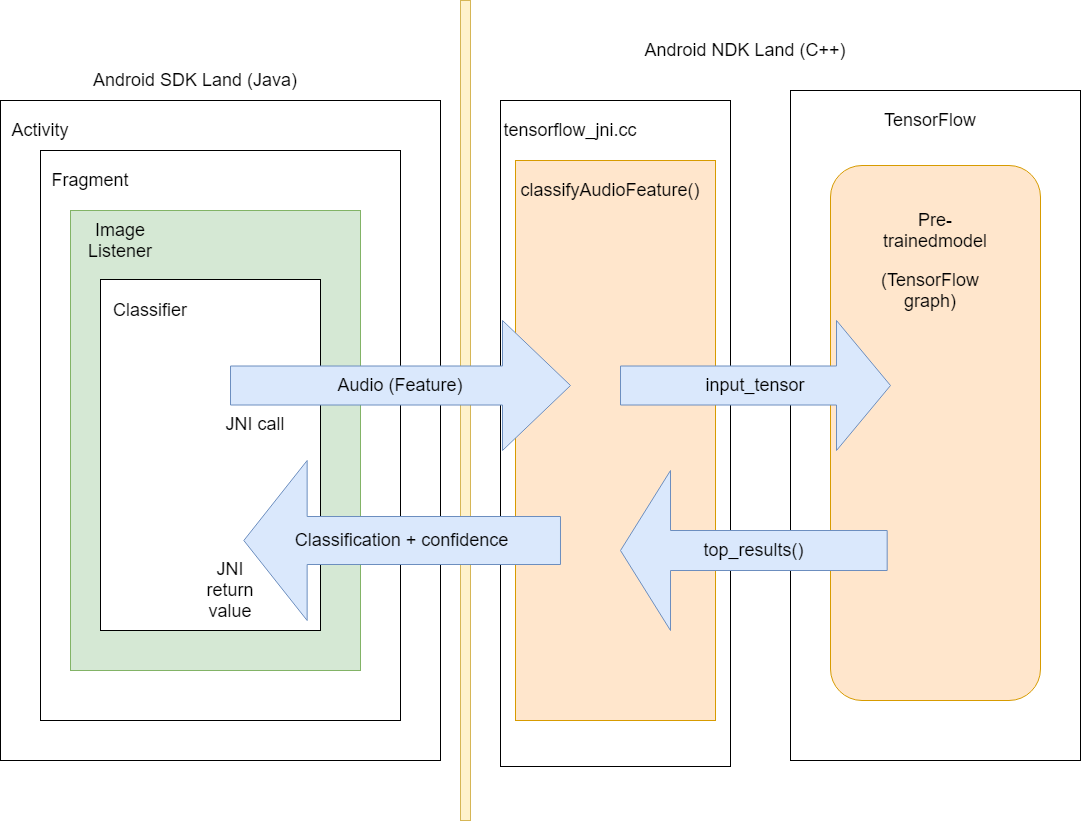 Android NDK Land (C++)
Android SDK Land (Java)
Activity
Fragment
Image
Listener
Classifier
Audio (Feature)
JNI call
Classification + confidence
JNI
return
value
tensorflow_jni.cc
classifyAudioFeature()
input_tensor
top_results()
TensorFlow
Pre-
trainedmodel
(TensorFlow
graph)